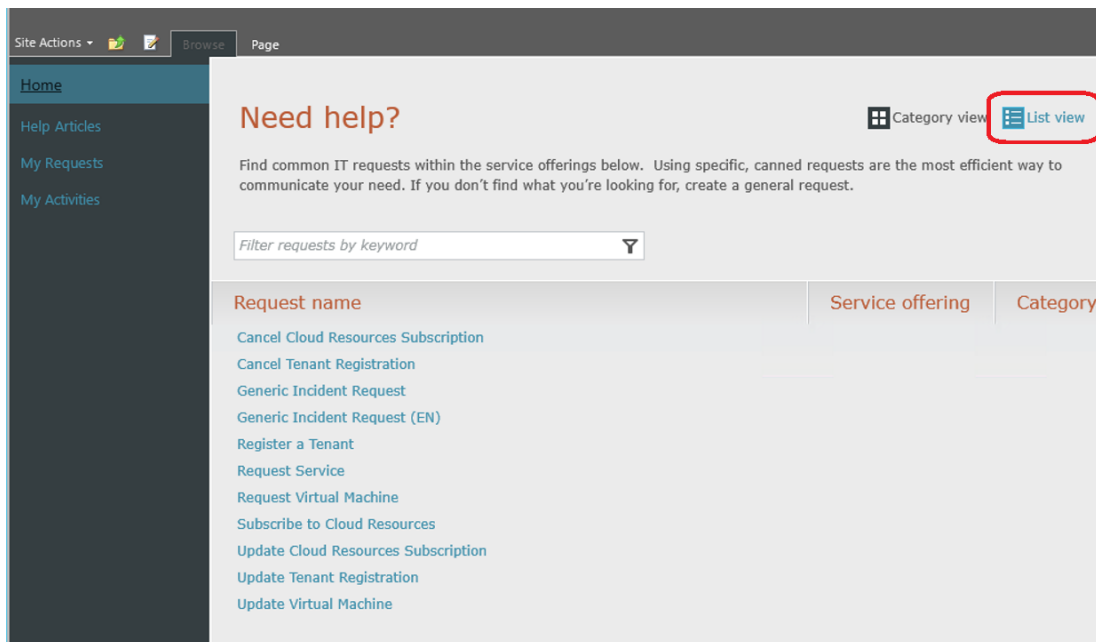 Site Actions
Browse
Page
Home
Help Articles
My Requests
My Activities
Need help?
Category view
List view
Find common IT requests within the service offerings below.  Using specific, canned requests are the most efficient way to
communicate your need. If you don't find what you're looking for, create a general request.
Filter requests by keyword
Request name
Service offering
Category
Cancel Cloud Resources Subscription
Cancel Tenant Registration
Generic Incident Request
Generic Incident Request (EN)
Register a Tenant
Request Service
Request Virtual Machine
Subscribe to Cloud Resources
Update Cloud Resources Subscription
Update Tenant Registration
Update Virtual Machine